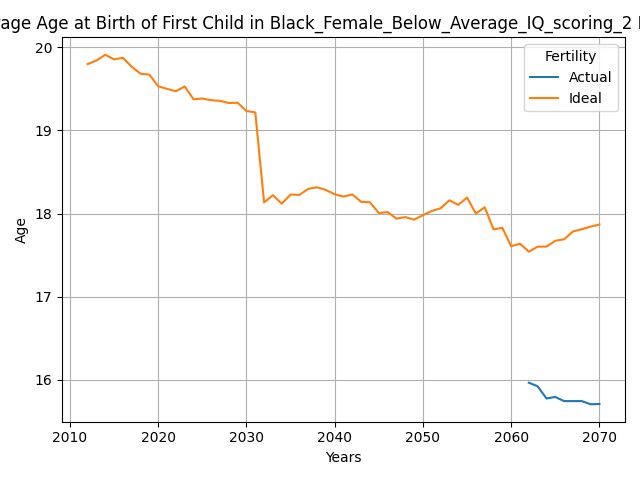 rage Age at Birth of First Child in Black_Female_Below_Average_IQ_scoring_2
Fertility
Actual
Ideal
Age
20
19
18
17
16
2010 2020 2030 2040 2050 2060 2070
Years